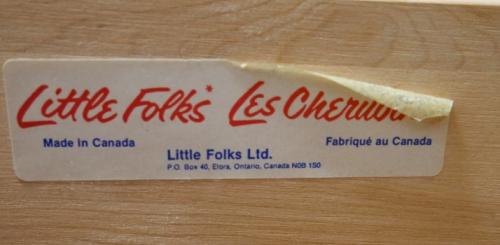 Little Folks* Les
Made in Canada Fabriqué au Canada
Little Folks Ltd.
P.O. Box 40, Elora, Ontario, Canada N0B 1S0